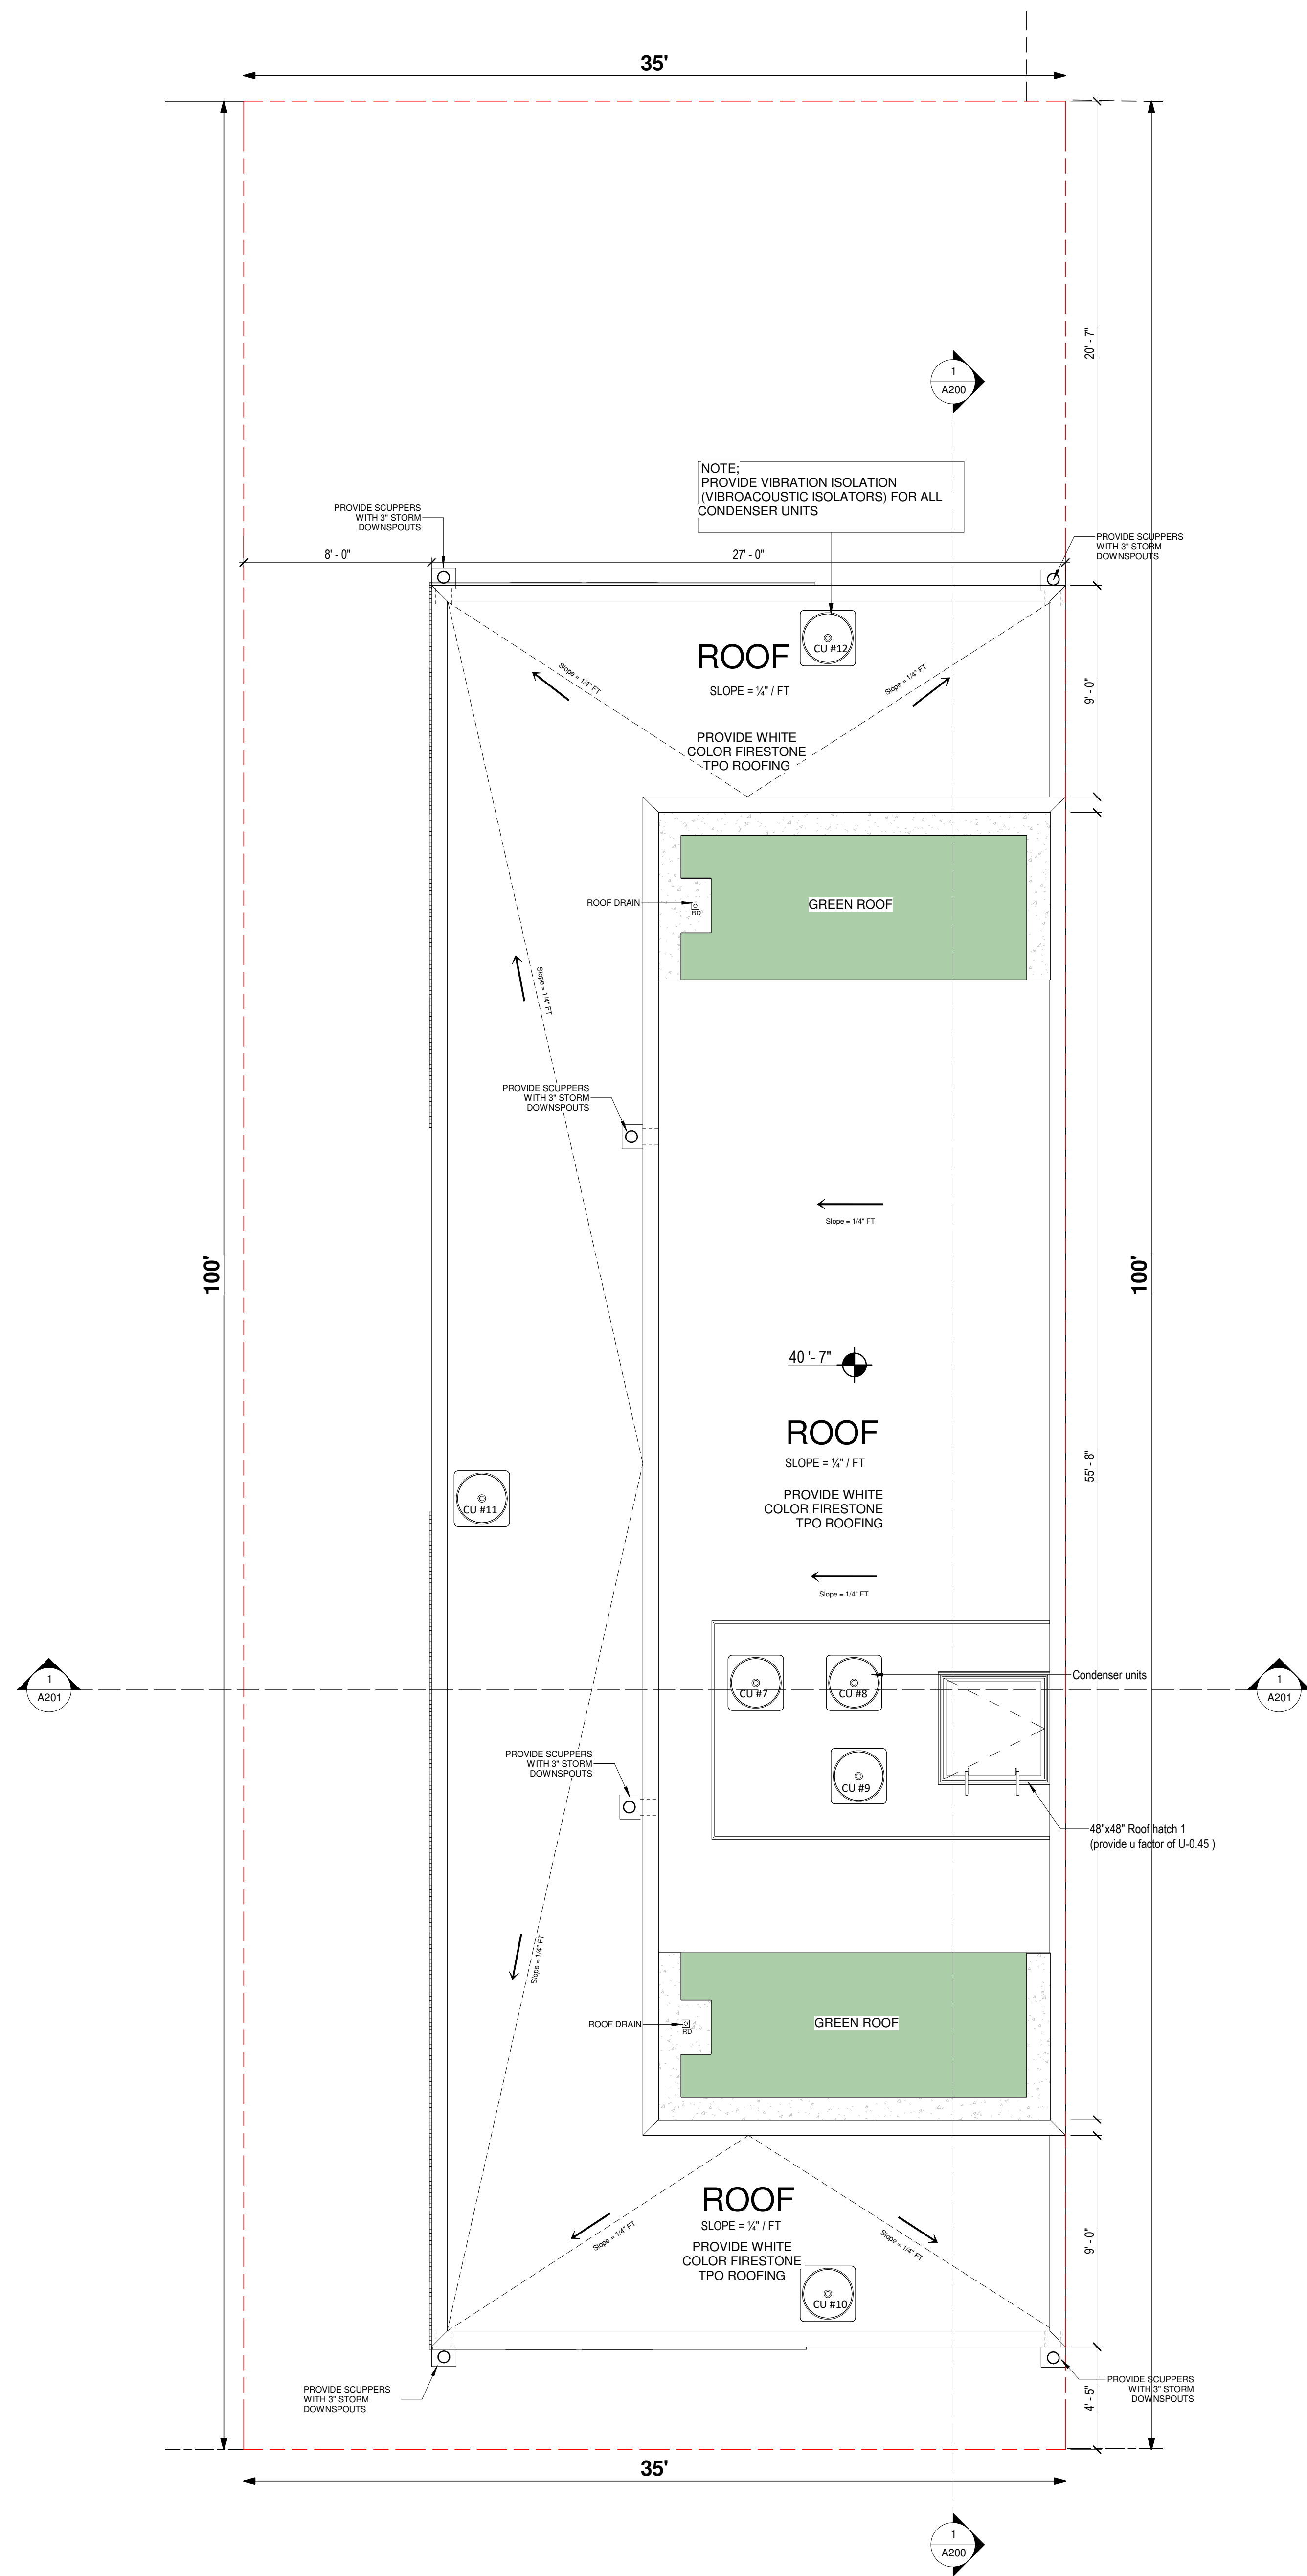 35'
20' - 7"
1
A200
NOTE;
PROVIDE VIBRATION ISOLATION
(VIBROACOUSTIC ISOLATORS) FOR ALL
CONDENSER UNITS
PROVIDE SCUPPERS
WITH 3" STORM
DOWNSPOUTS
PROVIDE SCUPPERS
WITH 3" STORM
DOWNSPOUTS
8' - 0"
27' - 0"
CU #12
ROOF
SLOPE = ¼" / FT
Slope = 1/4" FT
Slope = 1/4" FT
9' - 0"
PROVIDE WHITE
COLOR FIRESTONE
TPO ROOFING
ROOF DRAIN
RD
GREEN ROOF
Slope = 1/4" FT
PROVIDE SCUPPERS
WITH 3" STORM
DOWNSPOUTS
Slope = 1/4" FT
100'
100'
40 '- 7"
ROOF
SLOPE = ¼" / FT
55' - 8"
PROVIDE WHITE
COLOR FIRESTONE
TPO ROOFING
CU #11
Slope = 1/4" FT
1
A201
CU #7
CU #8
Condenser units
1
A201
PROVIDE SCUPPERS
WITH 3" STORM
DOWNSPOUTS
CU #9
48"x48" Roof hatch 1
(provide u factor of U-0.45 )
Slope = 1/4" FT
ROOF DRAIN
RD
GREEN ROOF
ROOF
SLOPE = ¼" / FT
Slope = 1/4" FT
Slope = 1/4" FT
9' - 0"
PROVIDE WHITE
COLOR FIRESTONE
TPO ROOFING
CU #10
PROVIDE SCUPPERS
WITH 3" STORM
DOWNSPOUTS
PROVIDE SCUPPERS
WITH 3" STORM
DOWNSPOUTS
4' - 5"
35'
1
A200